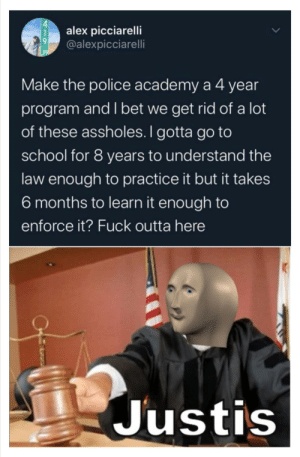 alex picciarelli
@alexpicciarelli
Make the police academy a 4 year
program and I bet we get rid of a lot
of these assholes. I gotta go to
school for 8 years to understand the
law enough to practice it but it takes
6 months to learn it enough to
enforce it? Fuck outta here
Justis